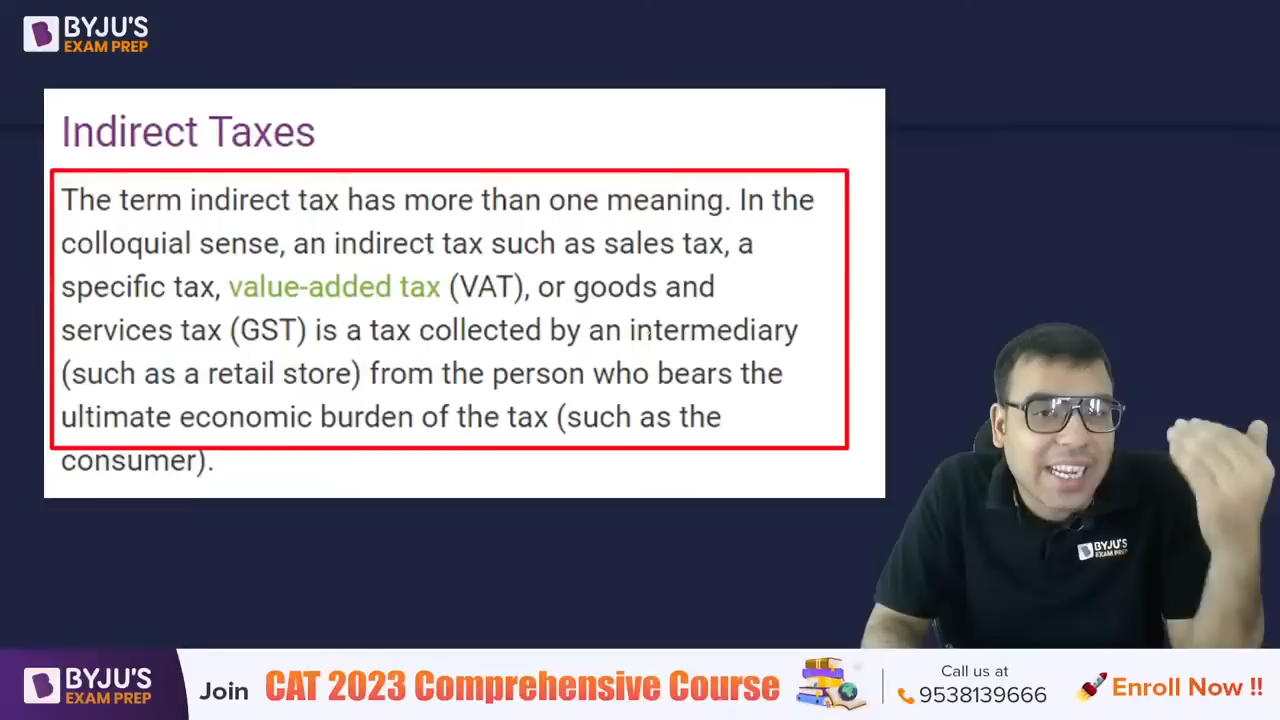 BYJU'S
EXAM PREP
Indirect Taxes
The term indirect tax has more than one meaning. In the
colloquial sense, an indirect tax such as sales tax, a
specific tax, value-added tax (VAT), or goods and
services tax (GST) is a tax collected by an intermediary
(such as a retail store) from the person who bears the
ultimate economic burden of the tax (such as the
consumer).
BYJU'S
EXAM PREP
BYJU'S
EXAM PREP
Join CAT 2023 Comprehensive Course
Call us at
9538139666
Enroll Now !!